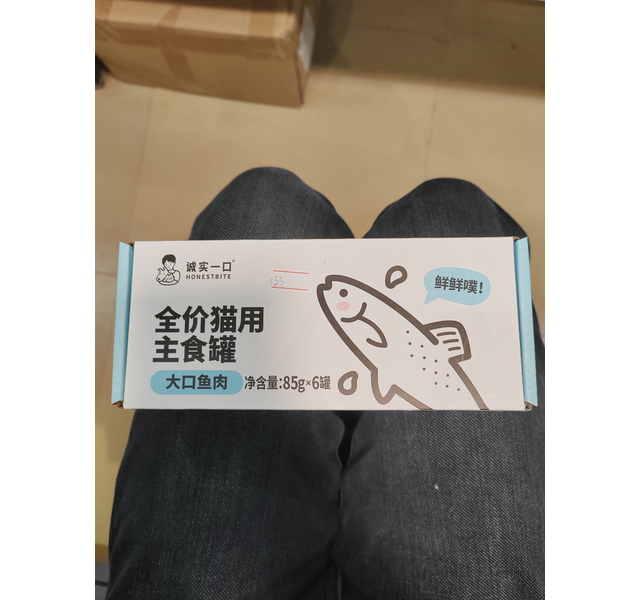 诚实一口®
HONESTBITE
55
鲜鲜噗!
全价猫用
主食罐
大口鱼肉
净含量:85g×6罐